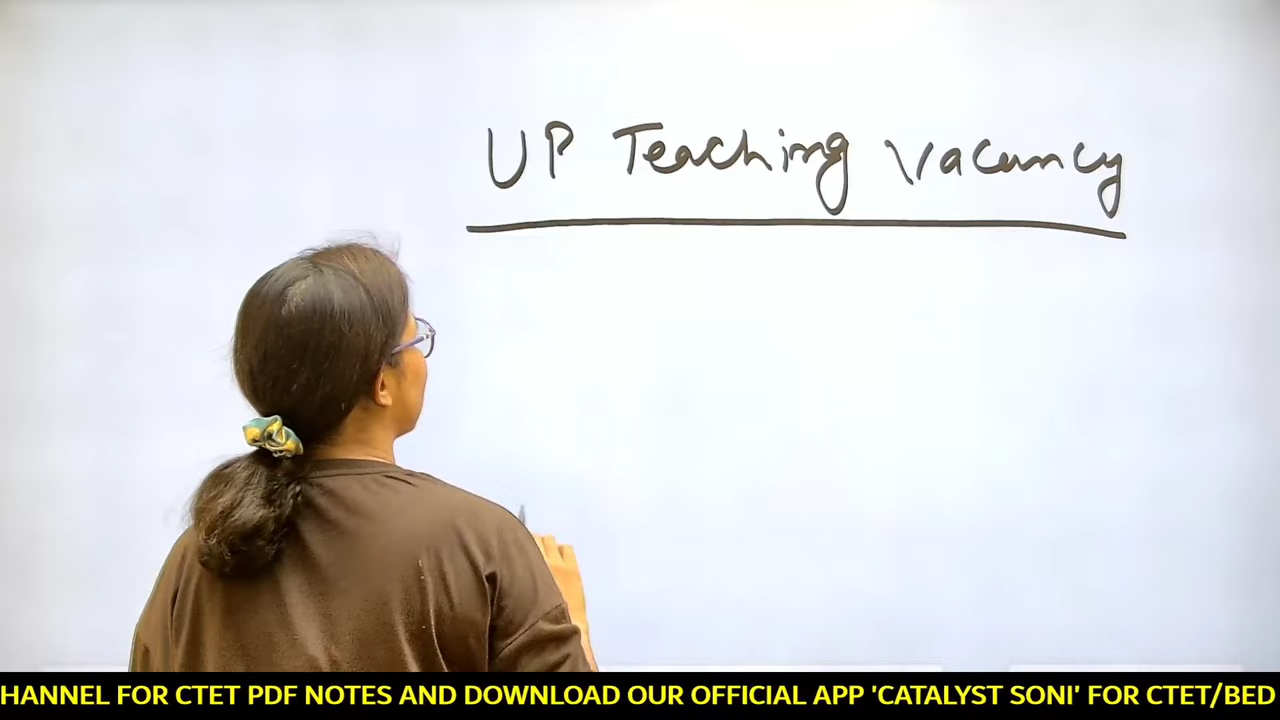 UP Teaching Vacancy
HANNEL FOR CTET PDF NOTES AND DOWNLOAD OUR OFFICIAL APP 'CATALYST SONI' FOR CTET/BED